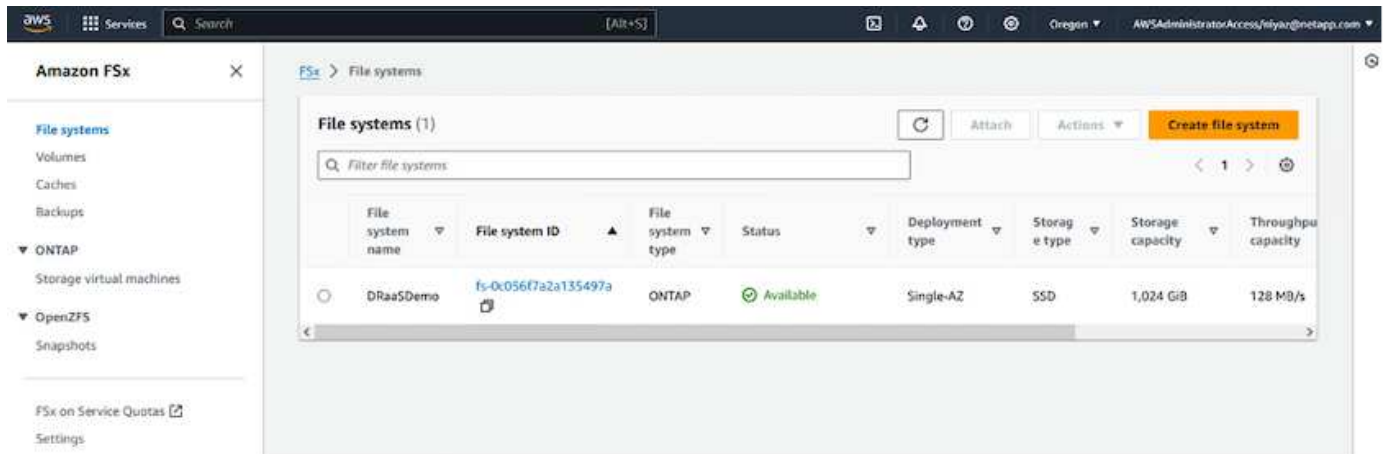 aws
Services
Search
[Alt+S]
Oregon
AWSAdministratorAccess/niyaz@netapp.com
Amazon FSx
File systems
Volumes
Caches
Backups
ONTAP
Storage virtual machines
OpenZFS
Snapshots
FSx on Service Quotas
Settings
FSx > File systems
File systems (1)
Attach
Actions
Create file system
Filter file systems
1
File
system
name
File system ID
File
system
type
Status
Deployment
type
Storag
e type
Storage
capacity
Throughpu
capacity
DRaaSDemo
fs-0c056f7a2a135497a
ONTAP
Available
Single-AZ
SSD
1,024 GiB
128 MB/s